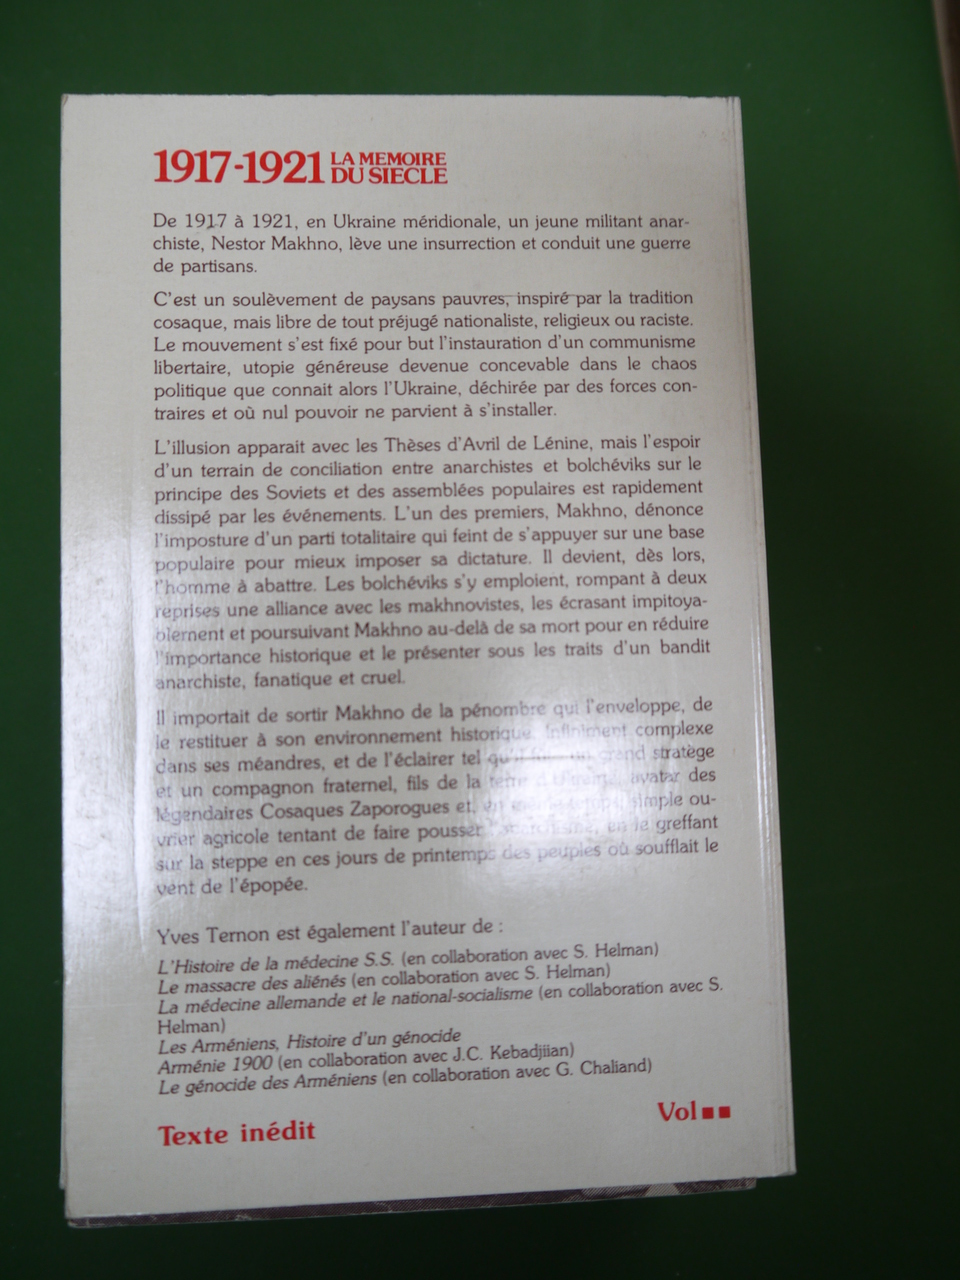 1917-1921 LA MEMOIRE
DU SIECLE
De 1917 à 1921, en Ukraine méridionale, un jeune militant anar-
chiste, Nestor Makhno, lève une insurrection et conduit une guerre
de partisans.
C'est un soulèvement de paysans pauvres, inspiré par la tradition
cosaque, mais libre de tout préjugé nationaliste, religieux ou raciste.
Le mouvement s'est fixé pour but l'instauration d'un communisme
libertaire, utopie généreuse devenue concevable dans le chaos
politique que connait alors l'Ukraine, déchirée par des forces con-
traires et où nul pouvoir ne parvient à s'installer.
L'illusion apparait avec les Thèses d'Avril de Lénine, mais l'espoir
d'un terrain de conciliation entre anarchistes et bolchéviks sur le
principe des Soviets et des assemblées populaires est rapidement
dissipé par les événements. L'un des premiers, Makhno, dénonce
l'imposture d'un parti totalitaire qui feint de s'appuyer sur une base
populaire pour mieux imposer sa dictature. Il devient, dès lors,
l'homme à abattre. Les bolchéviks s'y emploient, rompant à deux
reprises une alliance avec les makhnovistes, les écrasant impitoya-
blement et poursuivant Makhno au-delà de sa mort pour en réduire
l'importance historique et le présenter sous les traits d'un bandit
anarchiste, fanatique et cruel.
Il importait de sortir Makhno de la pénombre qui l'enveloppe, de
le restituer à son environnement historique, infiniment complexe
dans ses méandres, et de l'éclairer tel grand stratège
et un compagnon fraternel, fils de la terre d'Ukraine, avatar des
légendaires Cosaques Zaporogues et, simple ou-
vrier agricole tentant de faire pousser le greffant
sur la steppe en ces jours de printemps des peuples où soufflait le
vent de l'épopée.
Yves Ternon est également l'auteur de :
L'Histoire de la médecine S.S. (en collaboration avec S. Helman)
Le massacre des aliénés (en collaboration avec S. Helman)
La médecine allemande et le national-socialisme (en collaboration avec S.
Helman)
Les Arméniens, Histoire d'un génocide
Arménie 1900 (en collaboration avec J.C. Kebadjiian)
Le génocide des Arméniens (en collaboration avec G. Chaliand)
Texte inédit
Vol ■■